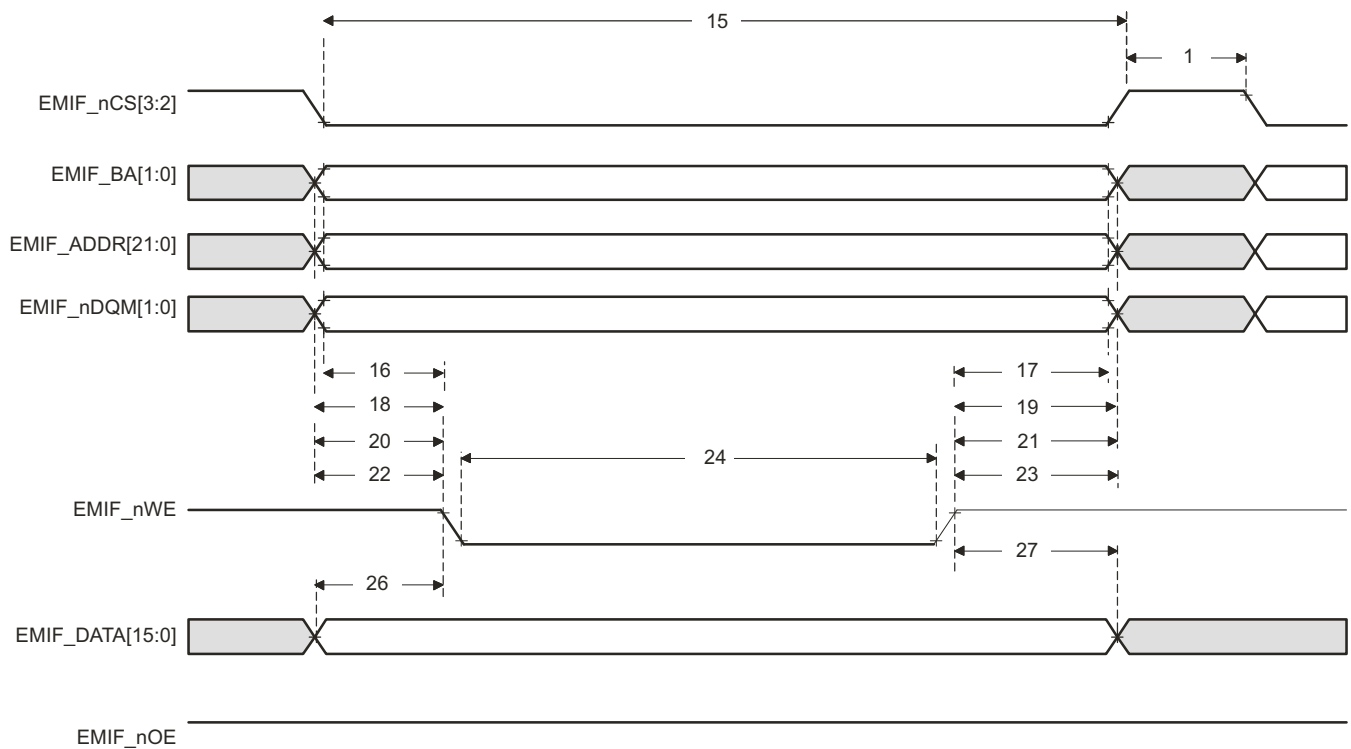 15
1
EMIF_nCS[3:2]
EMIF_BA[1:0]
EMIF_ADDR[21:0]
EMIF_nDQM[1:0]
16
17
18
19
20
21
24
22
23
EMIF_nWE
27
26
EMIF_DATA[15:0]
EMIF_nOE